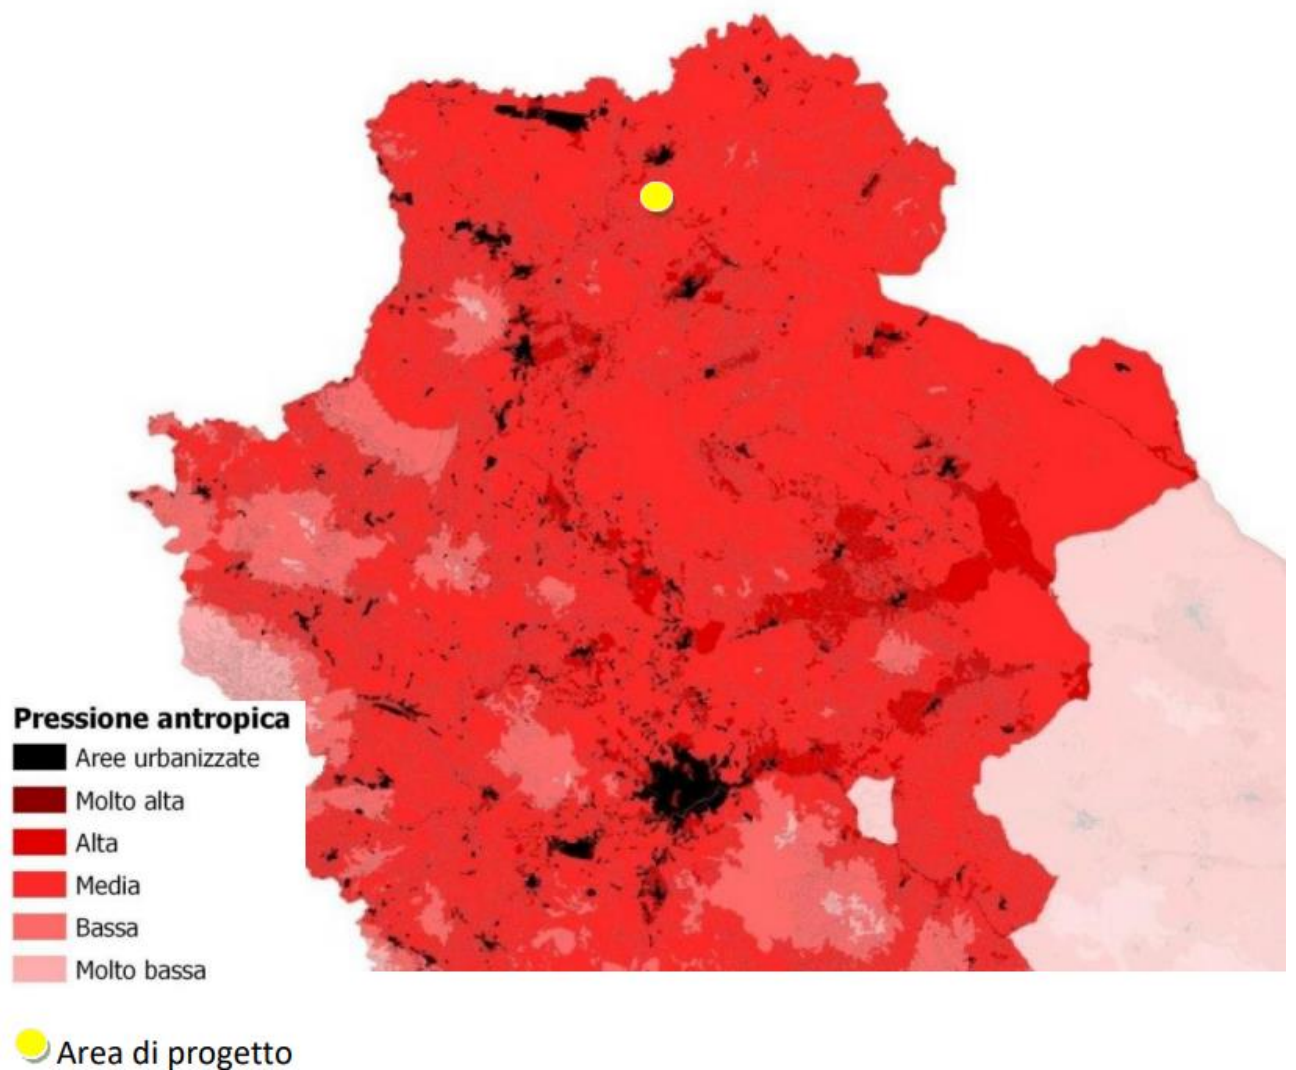 Pressione antropica
Aree urbanizzate
Molto alta
Alta
Media
Bassa
Molto bassa
Area di progetto